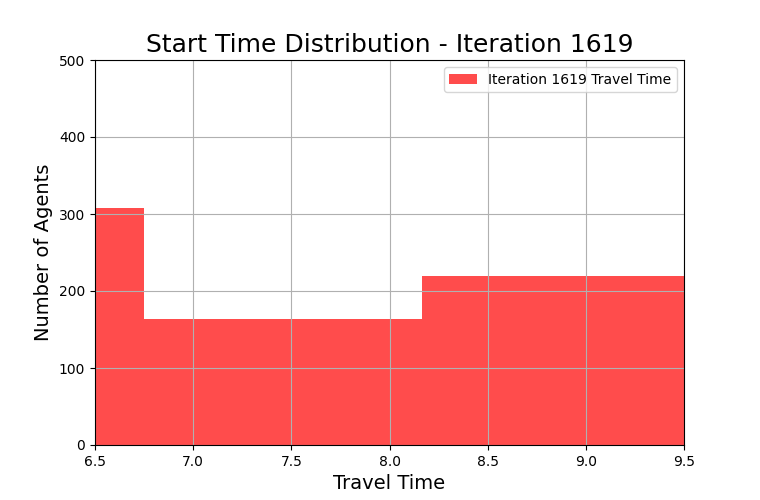 Start Time Distribution - Iteration 1619
500
400
300
200
100
0
Number of Agents
Iteration 1619 Travel Time
6.5 7.0 7.5 8.0 8.5 9.0 9.5
Travel Time